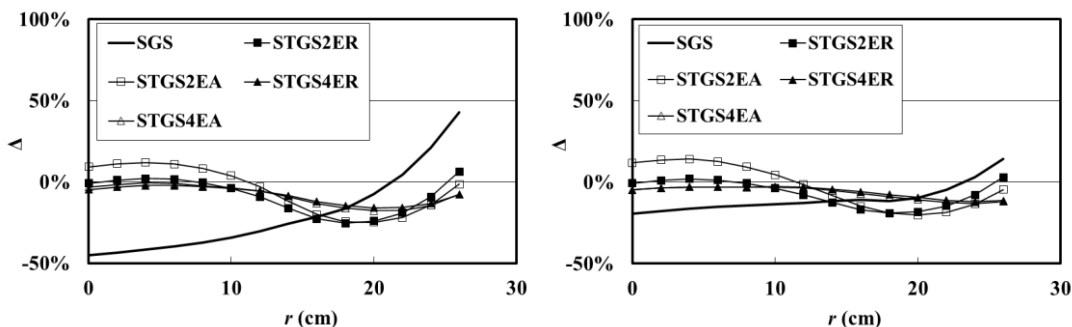 100%
50%
0%
-50%
Δ
SGS
STGS2ER
STGS2EA
STGS4ER
STGS4EA
0
10
20
30
r (cm)
100%
50%
0%
-50%
Δ
SGS
STGS2ER
STGS2EA
STGS4ER
STGS4EA
0
10
20
30
r (cm)